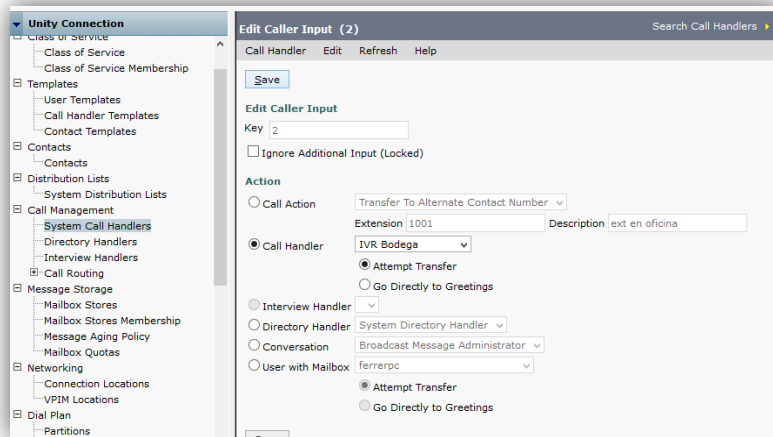 Unity Connection
Class of Service
Class of Service
Class of Service Membership
Templates
User Templates
Call Handler Templates
Contact Templates
Contacts
Contacts
Distribution Lists
System Distribution Lists
Call Management
System Call Handlers
Directory Handlers
Interview Handlers
Call Routing
Message Storage
Mailbox Stores
Mailbox Stores Membership
Message Aging Policy
Mailbox Quotas
Networking
Connection Locations
VPIM Locations
Dial Plan
Partitions
Edit Caller Input (2)
Search Call Handlers
Call Handler Edit Refresh Help
Save
Edit Caller Input
Key 2
Ignore Additional Input (Locked)
Action
Call Action Transfer To Alternate Contact Number
Extension 1001 Description ext en oficina
Call Handler IVR Bodega
Attempt Transfer
Go Directly to Greetings
Interview Handler
Directory Handler System Directory Handler
Conversation Broadcast Message Administrator
User with Mailbox ferrerpc
Attempt Transfer
Go Directly to Greetings